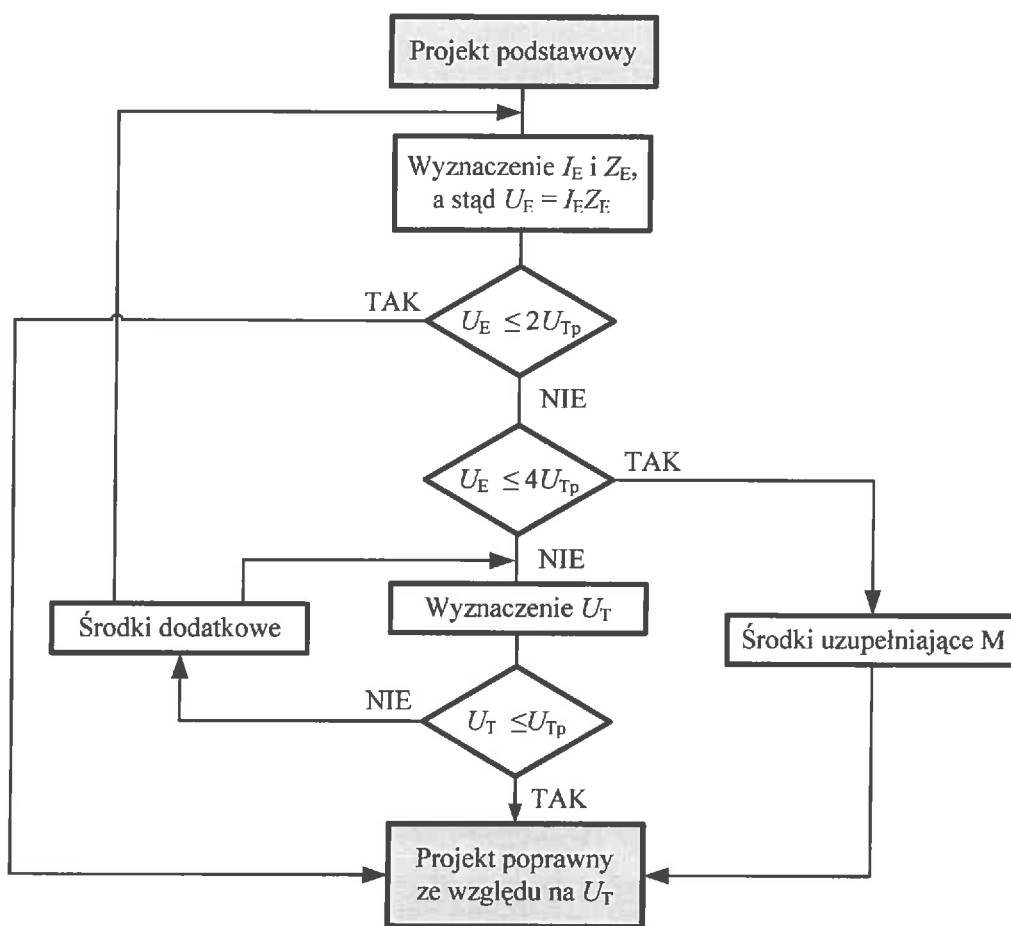 Projekt podstawowy
Wyznaczenie I_E i Z_E,
a stąd U_E = I_E Z_E
TAK
U_E ≤ 2U_Tp
NIE
U_E ≤ 4U_Tp
TAK
NIE
Wyznaczenie U_T
Środki dodatkowe
Środki uzupełniające M
NIE
U_T ≤ U_Tp
TAK
Projekt poprawny
ze względu na U_T